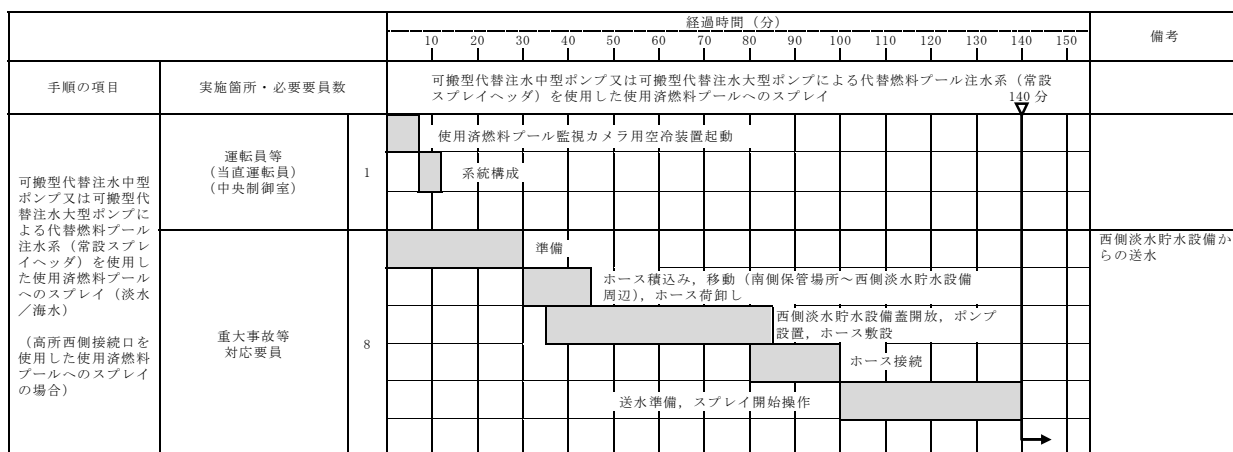 経過時間（分）
備考
10 20 30 40 50 60 70 80 90 100 110 120 130 140 150
手順の項目
実施箇所・必要要員数
可搬型代替注水中型ポンプ又は可搬型代替注水大型ポンプによる代替燃料プール注水系（常設
スプレイヘッダ）を使用した使用済燃料プールへのスプレイ
140 分
可搬型代替注水中型
ポンプ又は可搬型代
替注水大型ポンプに
よる代替燃料プール
注水系（常設スプレ
イヘッダ）を使用し
た使用済燃料プール
へのスプレイ（淡水
／海水）
（高所西側接続口を
使用した使用済燃料
プールへのスプレイ
の場合）
運転員等
（当直運転員）
（中央制御室）
1
使用済燃料プール監視カメラ用空冷装置起動
系統構成
重大事故等
対応要員
8
準備
ホース積込み，移動（南側保管場所～西側淡水貯水設備
周辺），ホース荷卸し
西側淡水貯水設備蓋開放，ポンプ
設置，ホース敷設
ホース接続
送水準備，スプレイ開始操作
西側淡水貯水設備か
らの送水